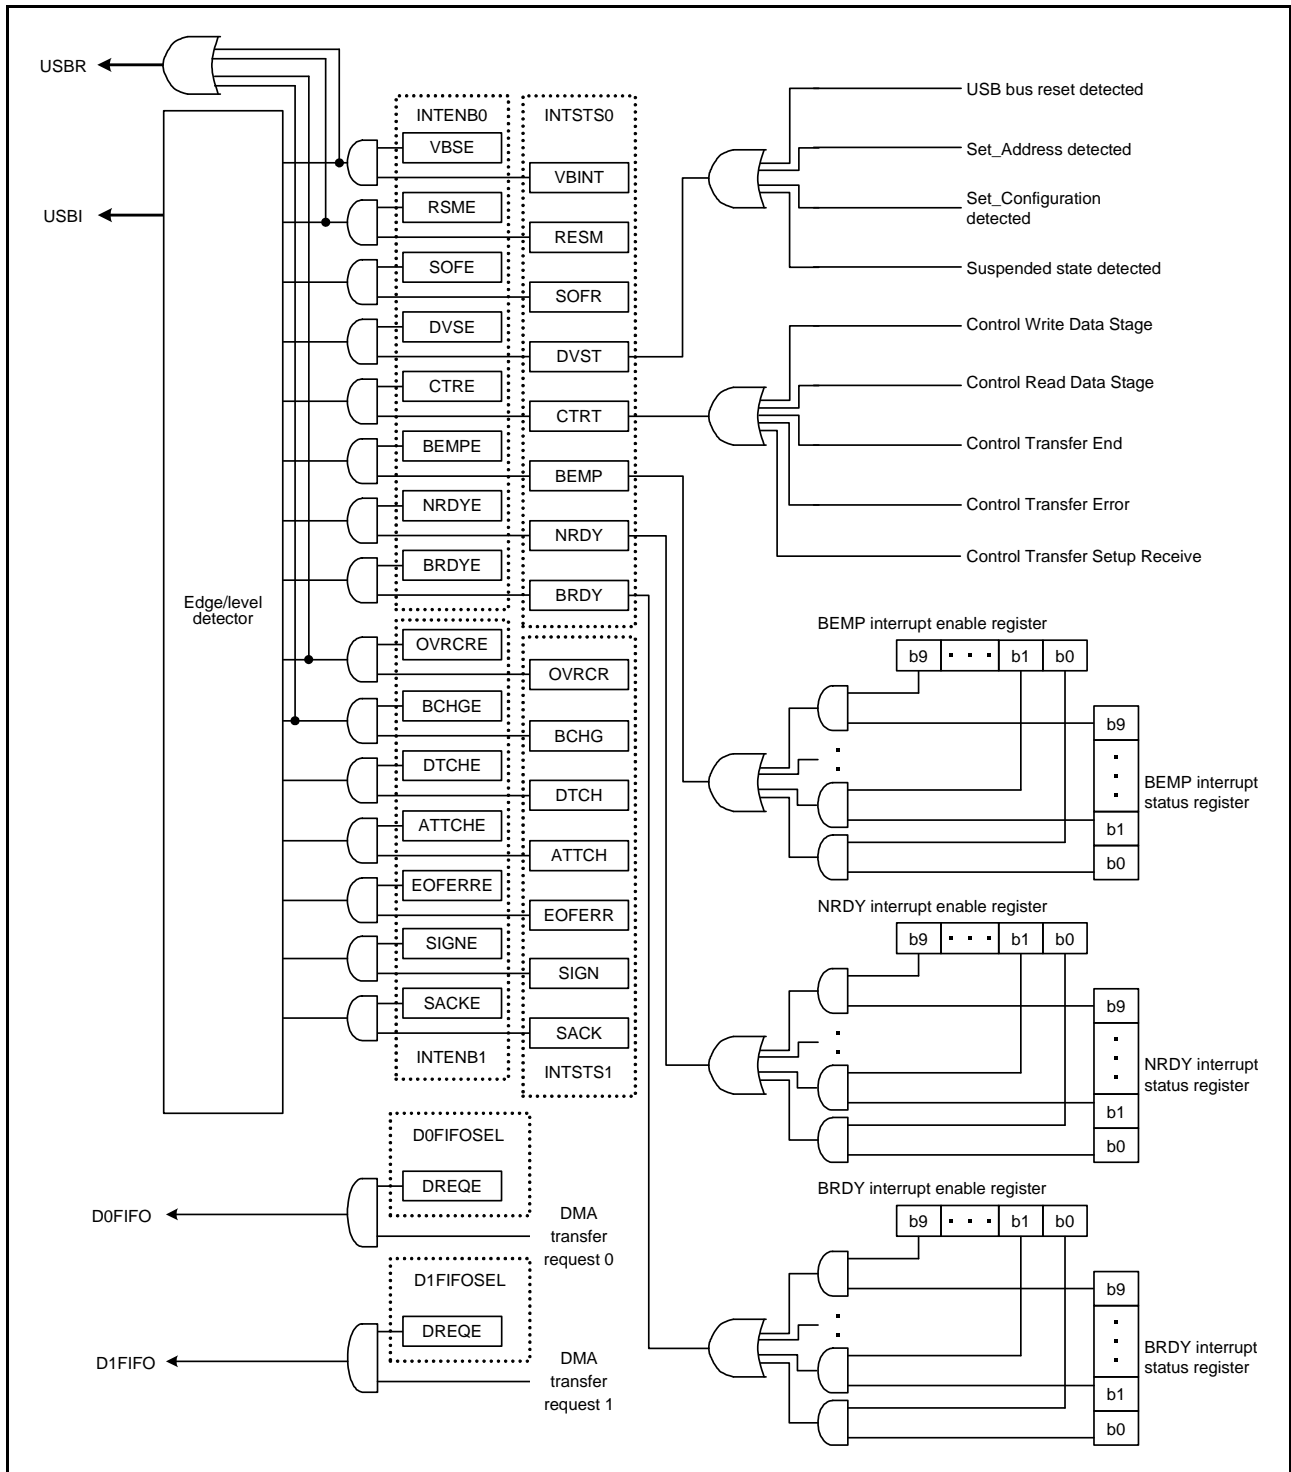 USBR
USBI
Edge/level
detector
INTENB0
VBSE
RSME
SOFE
DVSE
CTRE
BEMPE
NRDYE
BRDYE
OVRCRE
BCHGE
DTCHE
ATTCHE
EOFERRE
SIGNE
SACKE
INTENB1
INTSTS0
VBINT
RESM
SOFR
DVST
CTRT
BEMP
NRDY
BRDY
OVRCR
BCHG
DTCH
ATTCH
EOFERR
SIGN
SACK
INTSTS1
USB bus reset detected
Set_Address detected
Set_Configuration
detected
Suspended state detected
Control Write Data Stage
Control Read Data Stage
Control Transfer End
Control Transfer Error
Control Transfer Setup Receive
BEMP interrupt enable register
b9 · · · b1 b0
b9
b1
b0
BEMP interrupt
status register
NRDY interrupt enable register
b9 · · · b1 b0
b9
b1
b0
NRDY interrupt
status register
BRDY interrupt enable register
b9 · · · b1 b0
b9
b1
b0
BRDY interrupt
status register
D0FIFOSEL
DREQE
D0FIFO
DMA
transfer
request 0
D1FIFOSEL
DREQE
D1FIFO
DMA
transfer
request 1